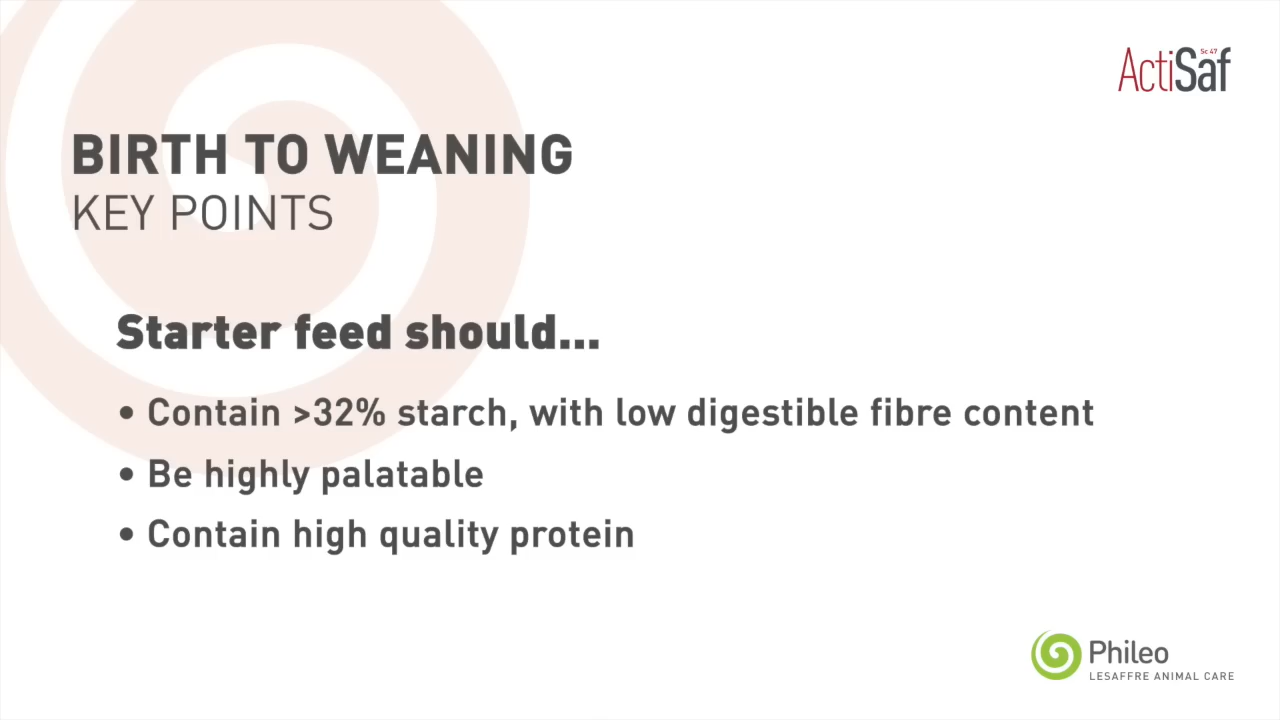 ActiSaf Sc 47
BIRTH TO WEANING
KEY POINTS
Starter feed should...
• Contain >32% starch, with low digestible fibre content
• Be highly palatable
• Contain high quality protein
Phileo
LESAFFRE ANIMAL CARE